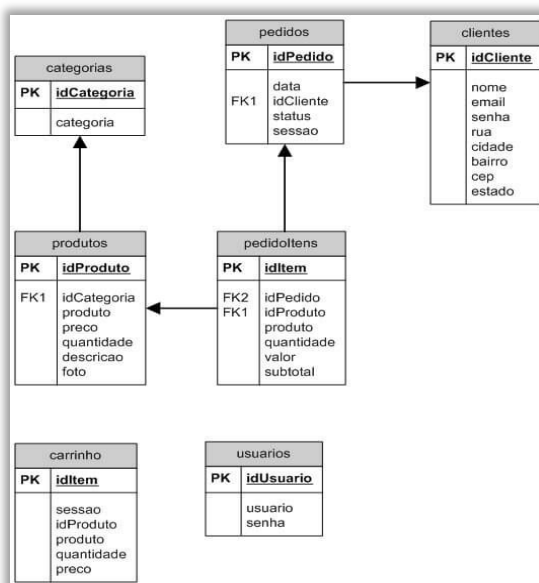 pedidos
PK idPedido
data
FK1 idCliente
status
sessao
clientes
PK idCliente
nome
email
senha
rua
cidade
bairro
cep
estado
categorias
PK idCategoria
categoria
produtos
PK idProduto
FK1 idCategoria
produto
preco
quantidade
descricao
foto
pedidoItens
PK idItem
FK2 idPedido
FK1 idProduto
produto
quantidade
valor
subtotal
carrinho
PK idItem
sessao
idProduto
produto
quantidade
preco
usuarios
PK idUsuario
usuario
senha